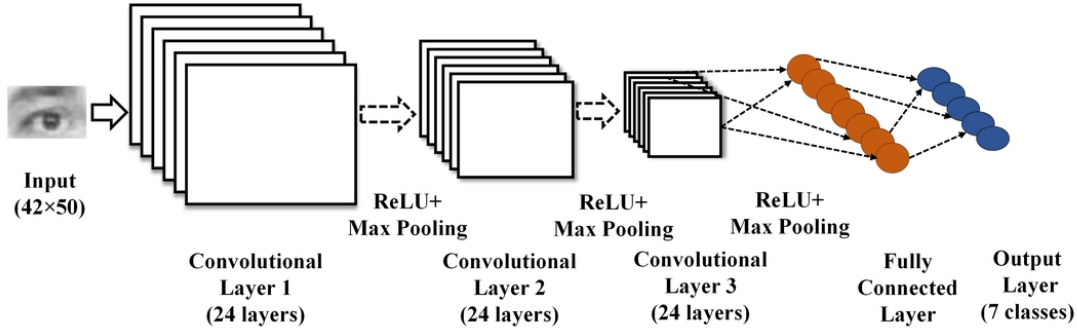 Input
(42×50)
ReLU+
Max Pooling
ReLU+
Max Pooling
ReLU+
Max Pooling
Convolutional
Layer 1
(24 layers)
Convolutional
Layer 2
(24 layers)
Convolutional
Layer 3
(24 layers)
Fully
Connected
Layer
Output
Layer
(7 classes)